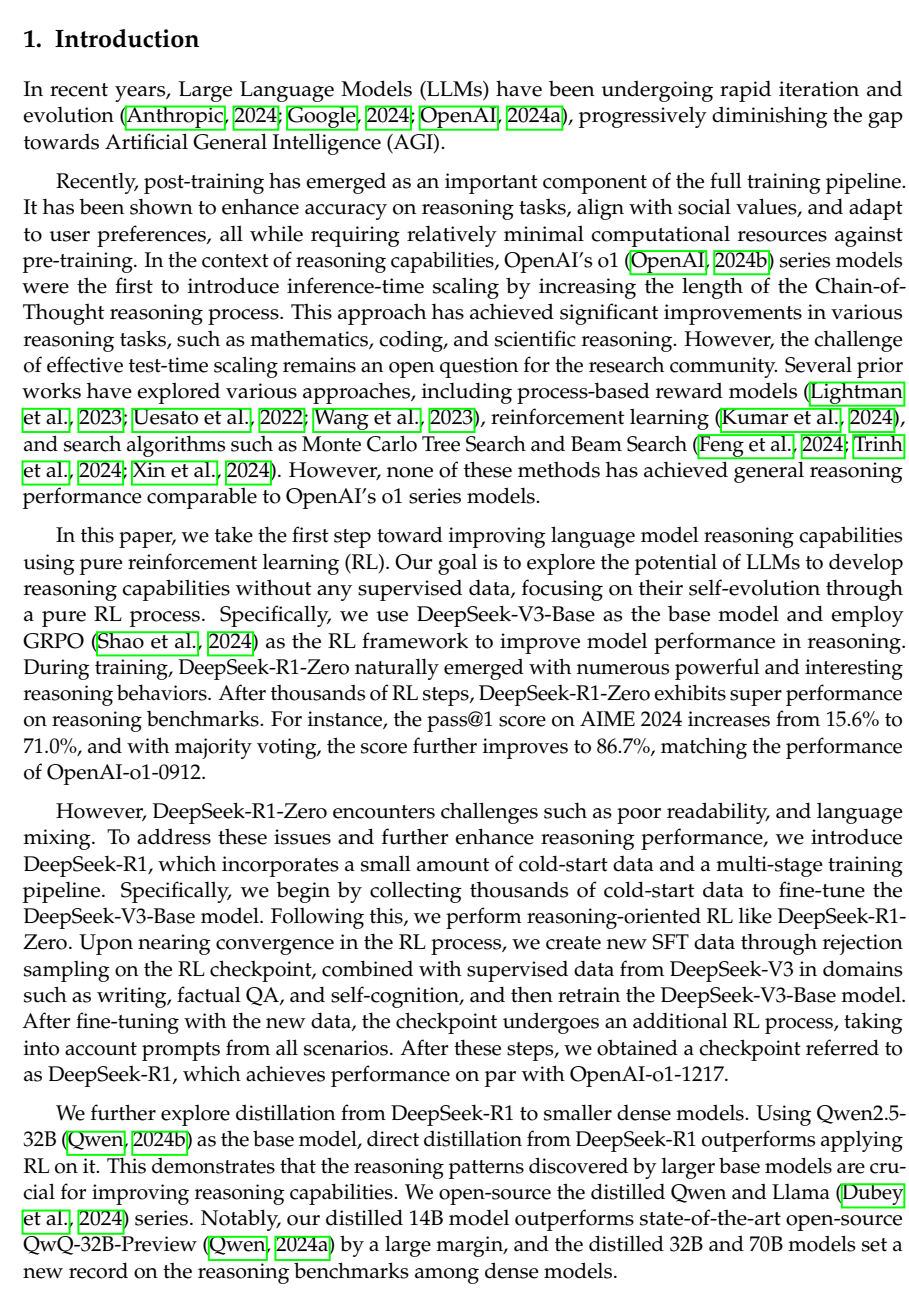 1. Introduction
In recent years, Large Language Models (LLMs) have been undergoing rapid iteration and
evolution (Anthropic, 2024; Google, 2024; OpenAI, 2024a), progressively diminishing the gap
towards Artificial General Intelligence (AGI).
Recently, post-training has emerged as an important component of the full training pipeline.
It has been shown to enhance accuracy on reasoning tasks, align with social values, and adapt
to user preferences, all while requiring relatively minimal computational resources against
pre-training. In the context of reasoning capabilities, OpenAI's o1 (OpenAI, 2024b) series models
were the first to introduce inference-time scaling by increasing the length of the Chain-of-
Thought reasoning process. This approach has achieved significant improvements in various
reasoning tasks, such as mathematics, coding, and scientific reasoning. However, the challenge
of effective test-time scaling remains an open question for the research community. Several prior
works have explored various approaches, including process-based reward models (Lightman
et al., 2023; Uesato et al., 2022; Wang et al., 2023), reinforcement learning (Kumar et al., 2024),
and search algorithms such as Monte Carlo Tree Search and Beam Search (Feng et al., 2024; Trinh
et al., 2024; Xin et al., 2024). However, none of these methods has achieved general reasoning
performance comparable to OpenAI's o1 series models.
In this paper, we take the first step toward improving language model reasoning capabilities
using pure reinforcement learning (RL). Our goal is to explore the potential of LLMs to develop
reasoning capabilities without any supervised data, focusing on their self-evolution through
a pure RL process. Specifically, we use DeepSeek-V3-Base as the base model and employ
GRPO (Shao et al., 2024) as the RL framework to improve model performance in reasoning.
During training, DeepSeek-R1-Zero naturally emerged with numerous powerful and interesting
reasoning behaviors. After thousands of RL steps, DeepSeek-R1-Zero exhibits super performance
on reasoning benchmarks. For instance, the pass@1 score on AIME 2024 increases from 15.6% to
71.0%, and with majority voting, the score further improves to 86.7%, matching the performance
of OpenAI-o1-0912.
However, DeepSeek-R1-Zero encounters challenges such as poor readability, and language
mixing. To address these issues and further enhance reasoning performance, we introduce
DeepSeek-R1, which incorporates a small amount of cold-start data and a multi-stage training
pipeline. Specifically, we begin by collecting thousands of cold-start data to fine-tune the
DeepSeek-V3-Base model. Following this, we perform reasoning-oriented RL like DeepSeek-R1-
Zero. Upon nearing convergence in the RL process, we create new SFT data through rejection
sampling on the RL checkpoint, combined with supervised data from DeepSeek-V3 in domains
such as writing, factual QA, and self-cognition, and then retrain the DeepSeek-V3-Base model.
After fine-tuning with the new data, the checkpoint undergoes an additional RL process, taking
into account prompts from all scenarios. After these steps, we obtained a checkpoint referred to
as DeepSeek-R1, which achieves performance on par with OpenAI-o1-1217.
We further explore distillation from DeepSeek-R1 to smaller dense models. Using Qwen2.5-
32B (Qwen, 2024b) as the base model, direct distillation from DeepSeek-R1 outperforms applying
RL on it. This demonstrates that the reasoning patterns discovered by larger base models are cru-
cial for improving reasoning capabilities. We open-source the distilled Qwen and Llama (Dubey
et al., 2024) series. Notably, our distilled 14B model outperforms state-of-the-art open-source
QwQ-32B-Preview (Qwen, 2024a) by a large margin, and the distilled 32B and 70B models set a
new record on the reasoning benchmarks among dense models.